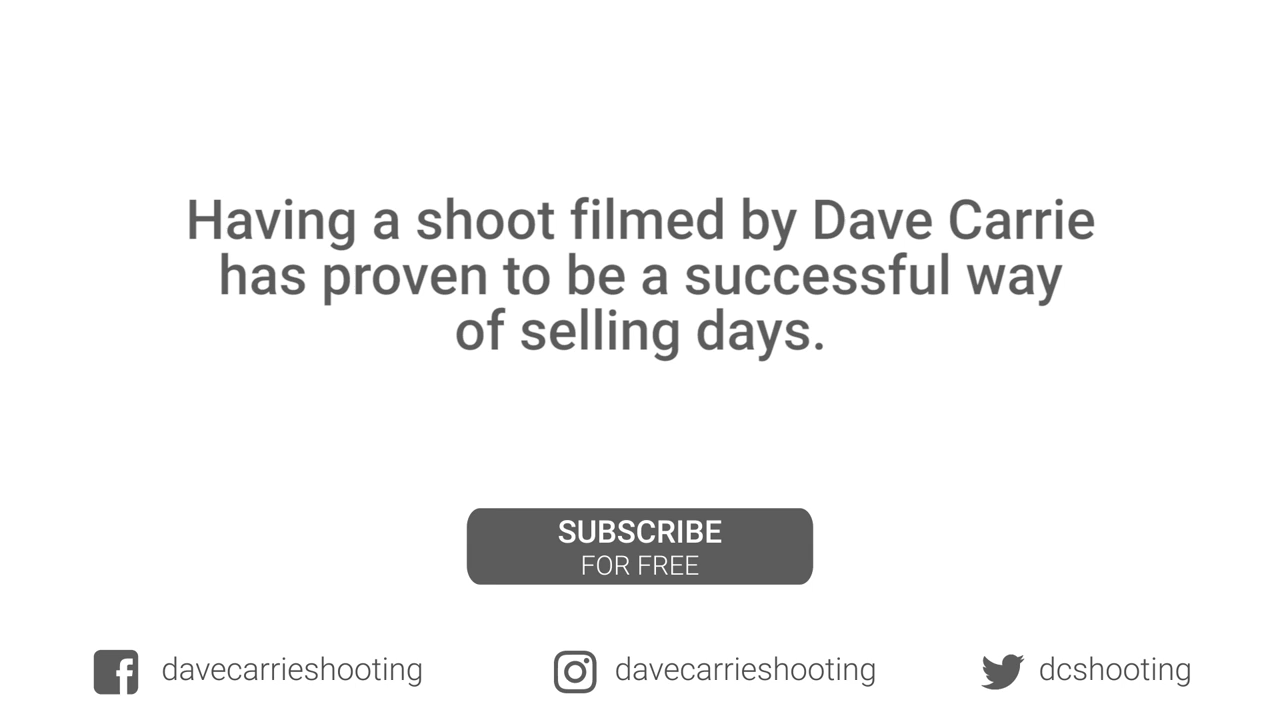 Having a shoot filmed by Dave Carrie
has proven to be a successful way
of selling days.
SUBSCRIBE
FOR FREE
davecarrieshooting
davecarrieshooting
dcshooting